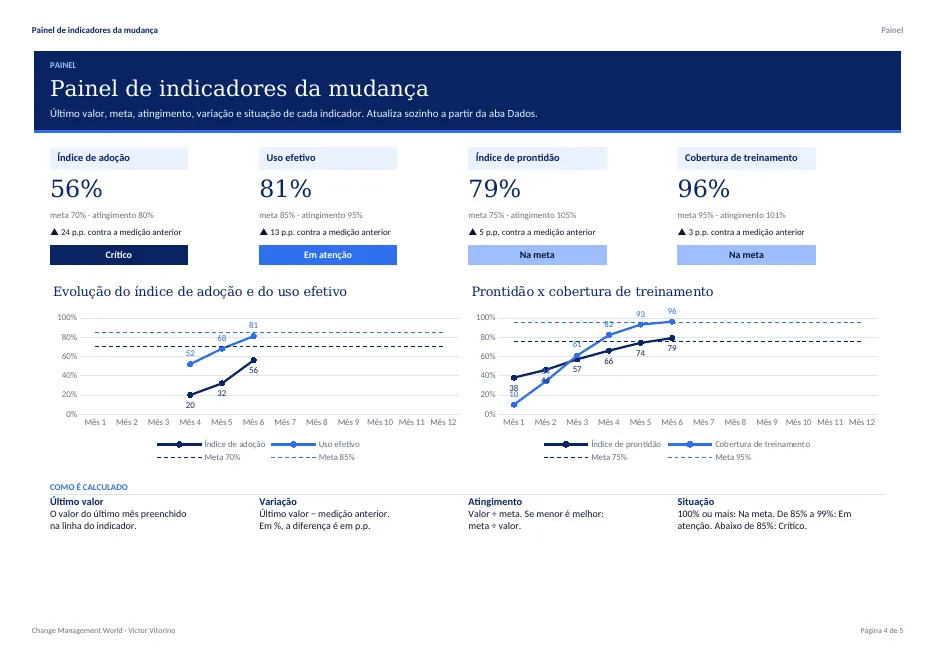 Painel de indicadores da mudança
Painel
PAINEL
Painel de indicadores da mudança
Último valor, meta, atingimento, variação e situação de cada indicador. Atualiza sozinho a partir da aba Dados.
Índice de adoção
Uso efetivo
Índice de prontidão
Cobertura de treinamento
56%
81%
79%
96%
meta 70% · atingimento 80%
meta 85% · atingimento 95%
meta 75% · atingimento 105%
meta 95% · atingimento 101%
▲ 24 p.p. contra a medição anterior
▲ 13 p.p. contra a medição anterior
▲ 5 p.p. contra a medição anterior
▲ 3 p.p. contra a medição anterior
Crítico
Em atenção
Na meta
Na meta
Evolução do índice de adoção e do uso efetivo
100%
80%
60%
40%
20%
0%
52
68
81
20
32
56
Mês 1 Mês 2 Mês 3 Mês 4 Mês 5 Mês 6 Mês 7 Mês 8 Mês 9 Mês 10 Mês 11 Mês 12
Índice de adoção
Uso efetivo
Meta 70%
Meta 85%
Prontidão x cobertura de treinamento
100%
80%
60%
40%
20%
0%
10
61
82
93
96
38
57
66
74
79
Mês 1 Mês 2 Mês 3 Mês 4 Mês 5 Mês 6 Mês 7 Mês 8 Mês 9 Mês 10 Mês 11 Mês 12
Índice de prontidão
Cobertura de treinamento
Meta 75%
Meta 95%
COMO É CALCULADO
Último valor
O valor do último mês preenchido
na linha do indicador.
Variação
Último valor − medição anterior.
Em %, a diferença é em p.p.
Atingimento
Valor ÷ meta. Se menor é melhor:
meta ÷ valor.
Situação
100% ou mais: Na meta. De 85% a 99%: Em
atenção. Abaixo de 85%: Crítico.
Change Management World · Victor Vitorino
Página 4 de 5